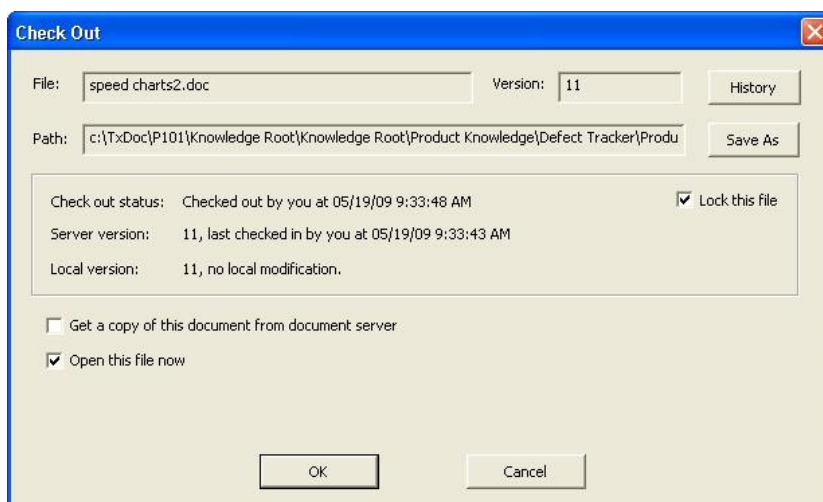 Check Out
File: speed charts2.doc Version: 11 History
Path: c:\TxDoc\P101\Knowledge Root\Knowledge Root\Product Knowledge\Defect Tracker\Produ Save As
Check out status: Checked out by you at 05/19/09 9:33:48 AM Lock this file
Server version: 11, last checked in by you at 05/19/09 9:33:43 AM
Local version: 11, no local modification.
Get a copy of this document from document server
Open this file now
OK Cancel